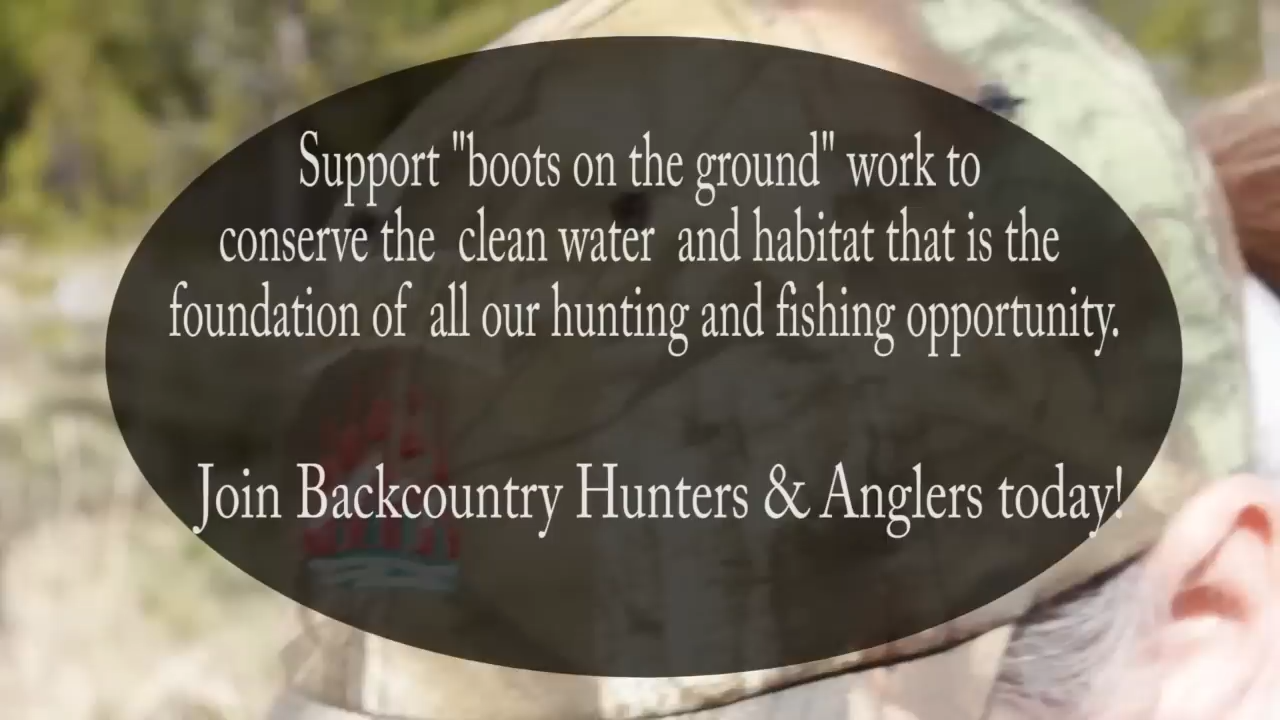 Support "boots on the ground" work to
conserve the clean water and habitat that is the
foundation of all our hunting and fishing opportunity.
Join Backcountry Hunters & Anglers today!